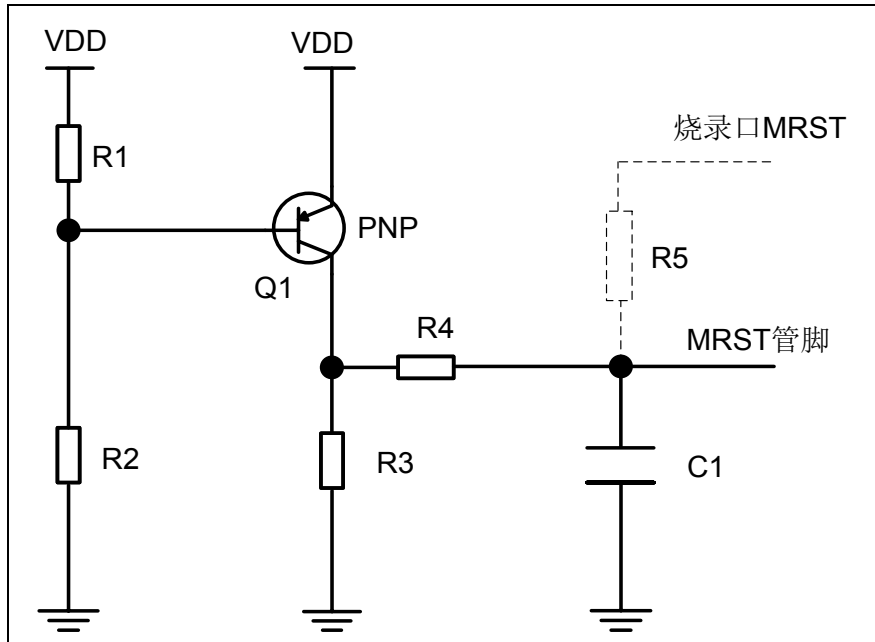 VDD
VDD
烧录口MRST
R1
PNP
R5
Q1
R4
MRST管脚
R2
R3
C1